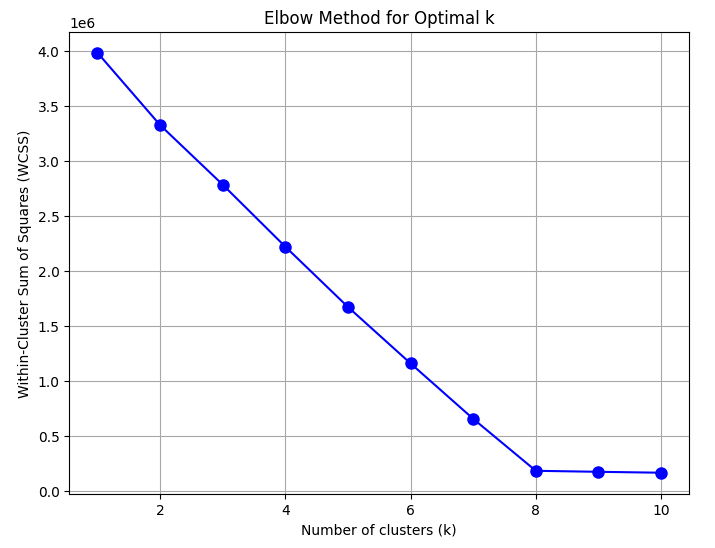 Elbow Method for Optimal k
1e6
4.0
3.5
3.0
2.5
2.0
1.5
1.0
0.5
0.0
Within-Cluster Sum of Squares (WCSS)
2 4 6 8 10
Number of clusters (k)